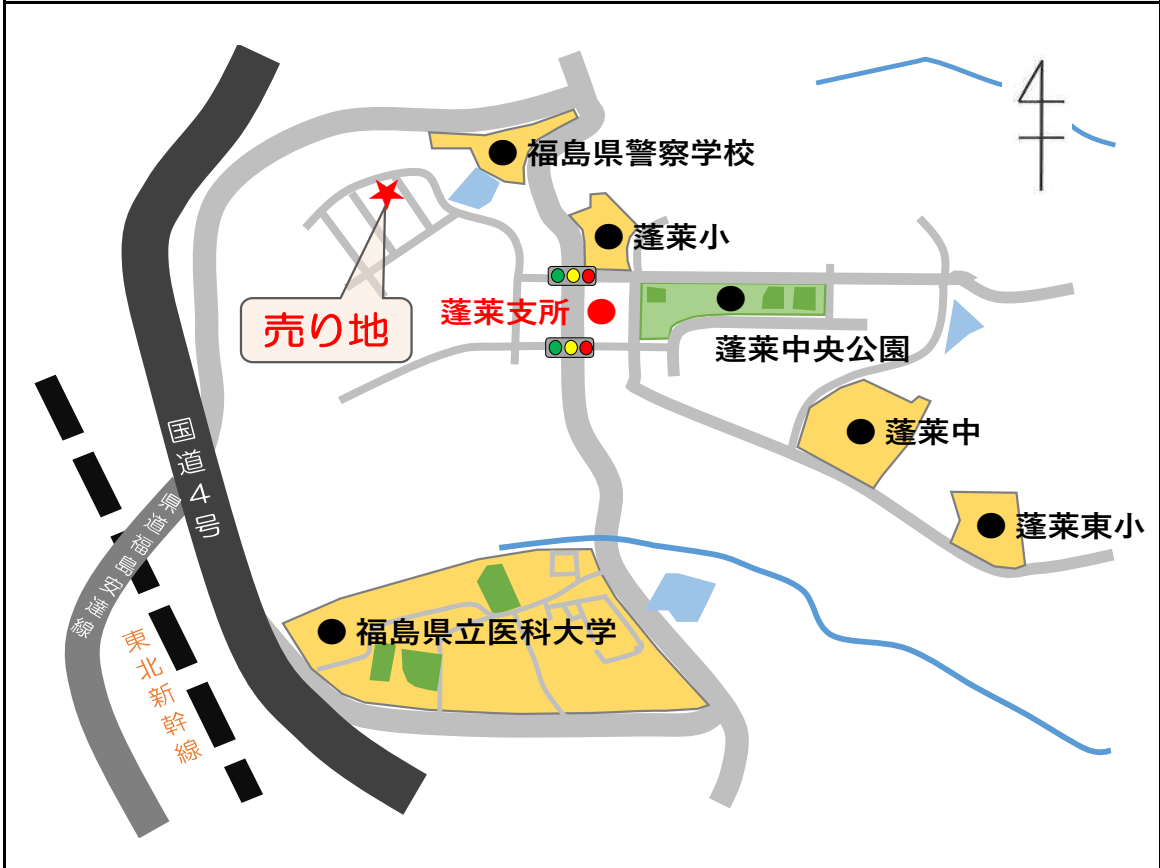 福島県警察学校
蓬莱小
蓬莱支所
売り地
蓬莱中央公園
国道4号
蓬莱中
県道福島安達線
蓬莱東小
福島県立医科大学
東北新幹線